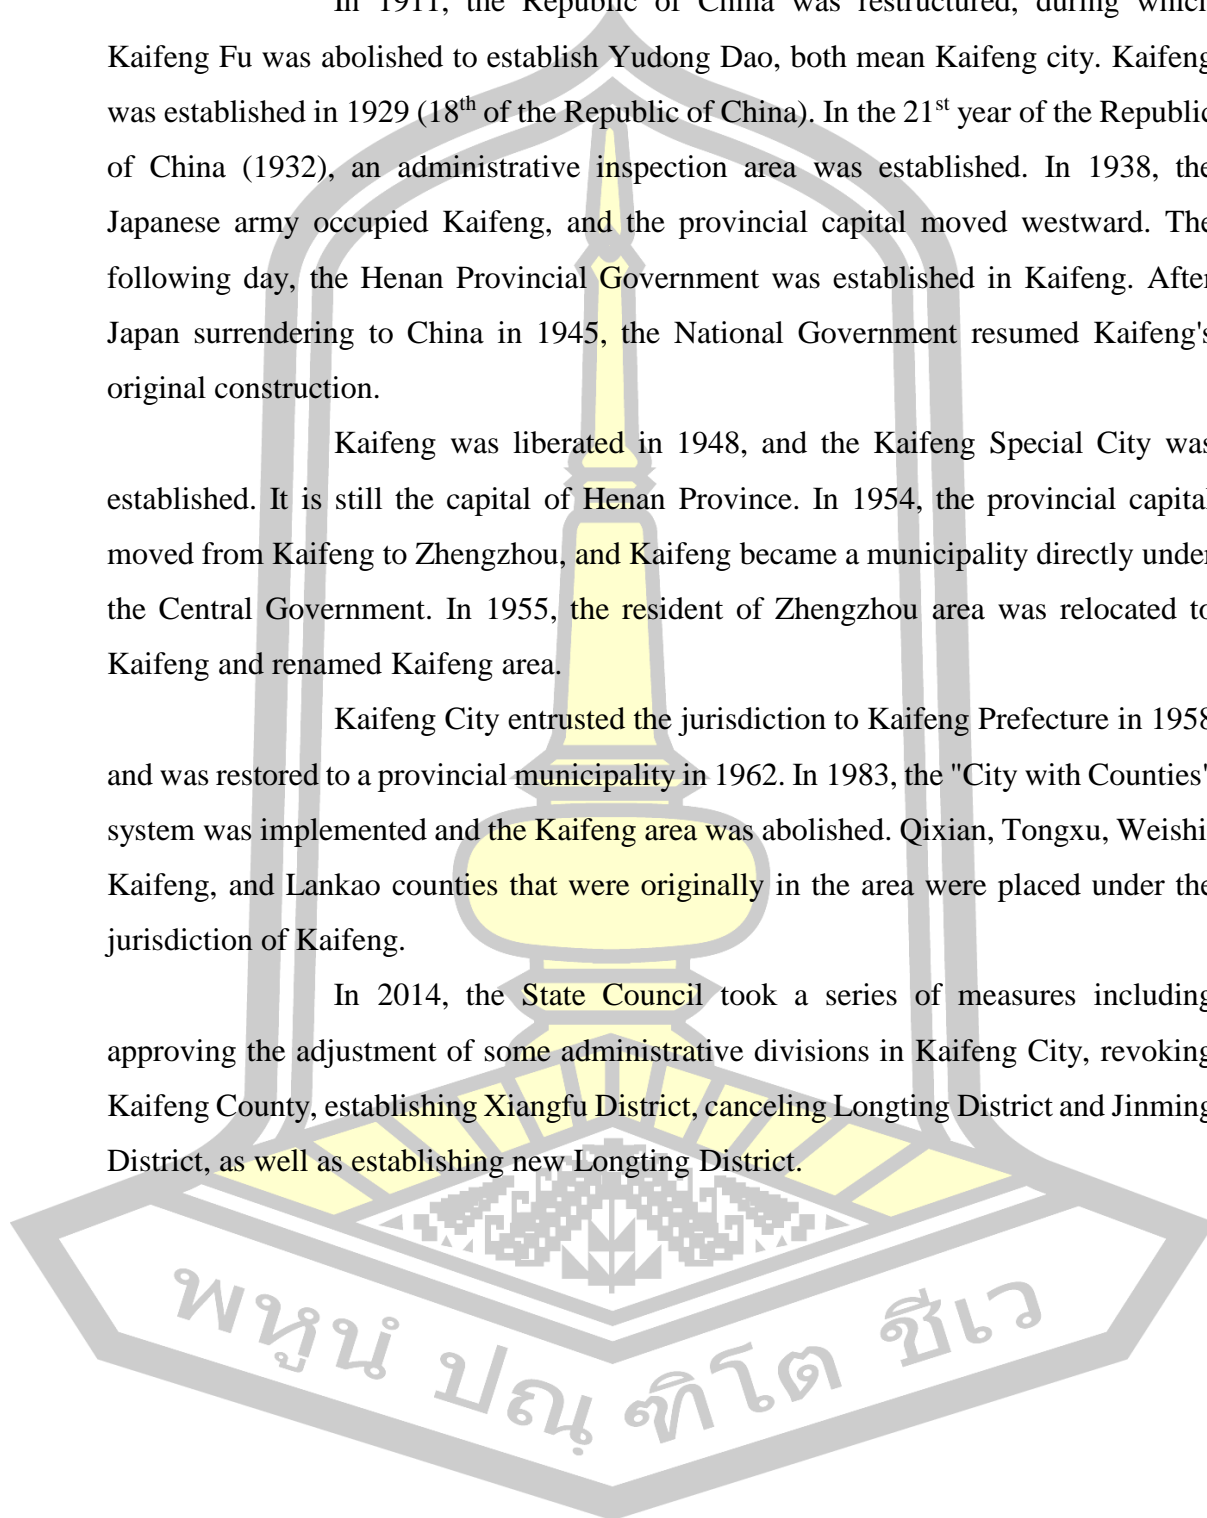 In 1911, the Republic of China was restructured, during which
Kaifeng Fu was abolished to establish Yudong Dao, both mean Kaifeng city. Kaifeng
was established in 1929 (18th of the Republic of China). In the 21st year of the Republic
of China (1932), an administrative inspection area was established. In 1938, the
Japanese army occupied Kaifeng, and the provincial capital moved westward. The
following day, the Henan Provincial Government was established in Kaifeng. After
Japan surrendering to China in 1945, the National Government resumed Kaifeng's
original construction.
Kaifeng was liberated in 1948, and the Kaifeng Special City was
established. It is still the capital of Henan Province. In 1954, the provincial capital
moved from Kaifeng to Zhengzhou, and Kaifeng became a municipality directly under
the Central Government. In 1955, the resident of Zhengzhou area was relocated to
Kaifeng and renamed Kaifeng area.
Kaifeng City entrusted the jurisdiction to Kaifeng Prefecture in 1958
and was restored to a provincial municipality in 1962. In 1983, the "City with Counties"
system was implemented and the Kaifeng area was abolished. Qixian, Tongxu, Weishi
Kaifeng, and Lankao counties that were originally in the area were placed under the
jurisdiction of Kaifeng.
In 2014, the State Council took a series of measures including
approving the adjustment of some administrative divisions in Kaifeng City, revoking
Kaifeng County, establishing Xiangfu District, canceling Longting District and Jinming
District, as well as establishing new Longting District.
พหูนํ ปณฺฑิโต ชีเว